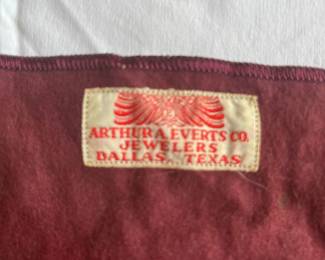 ARTHUR A. EVERTS CO.
JEWELERS
DALLAS, TEXAS